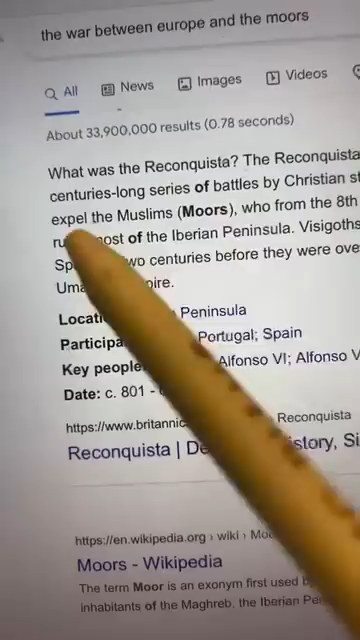 the war between europe and the moors
All News Images Videos
About 33,900,000 results (0.78 seconds)
What was the Reconquista? The Reconquista
centuries-long series of battles by Christian st
expel the Muslims (Moors), who from the 8th
ru most of the Iberian Peninsula. Visigoths
Sp two centuries before they were ove
Uma pire.
Locati Peninsula
Participa Portugal; Spain
Key people Alfonso VI; Alfonso V
Date: c. 801 -
https://www.britannic Reconquista
Reconquista | De istory, Si
https://en.wikipedia.org › wiki › Moo
Moors - Wikipedia
The term Moor is an exonym first used b
inhabitants of the Maghreb, the Iberian Pe